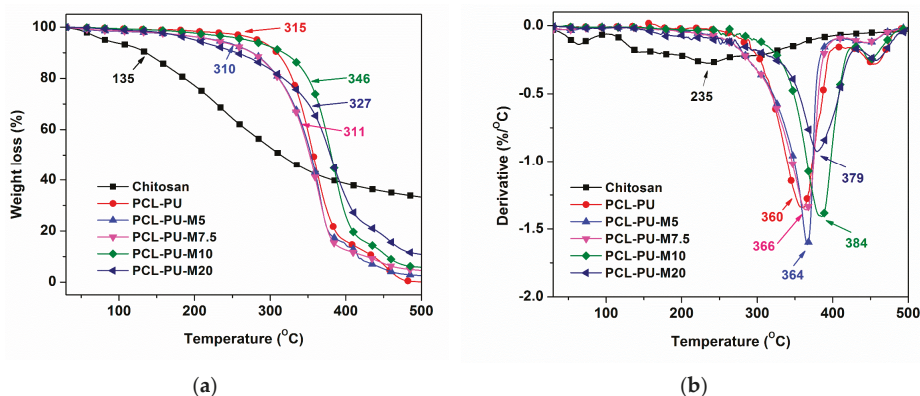 100
80
60
40
20
0
Weight loss (%)
315
135
310
346
327
311
Chitosan
PCL-PU
PCL-PU-M5
PCL-PU-M7.5
PCL-PU-M10
PCL-PU-M20
100 200 300 400 500
Temperature (°C)
(a)
0.0
-0.5
-1.0
-1.5
-2.0
Derivative (%/°C)
235
Chitosan
PCL-PU
PCL-PU-M5
PCL-PU-M7.5
PCL-PU-M10
PCL-PU-M20
360
366
364
379
384
100 200 300 400 500
Temperature (°C)
(b)